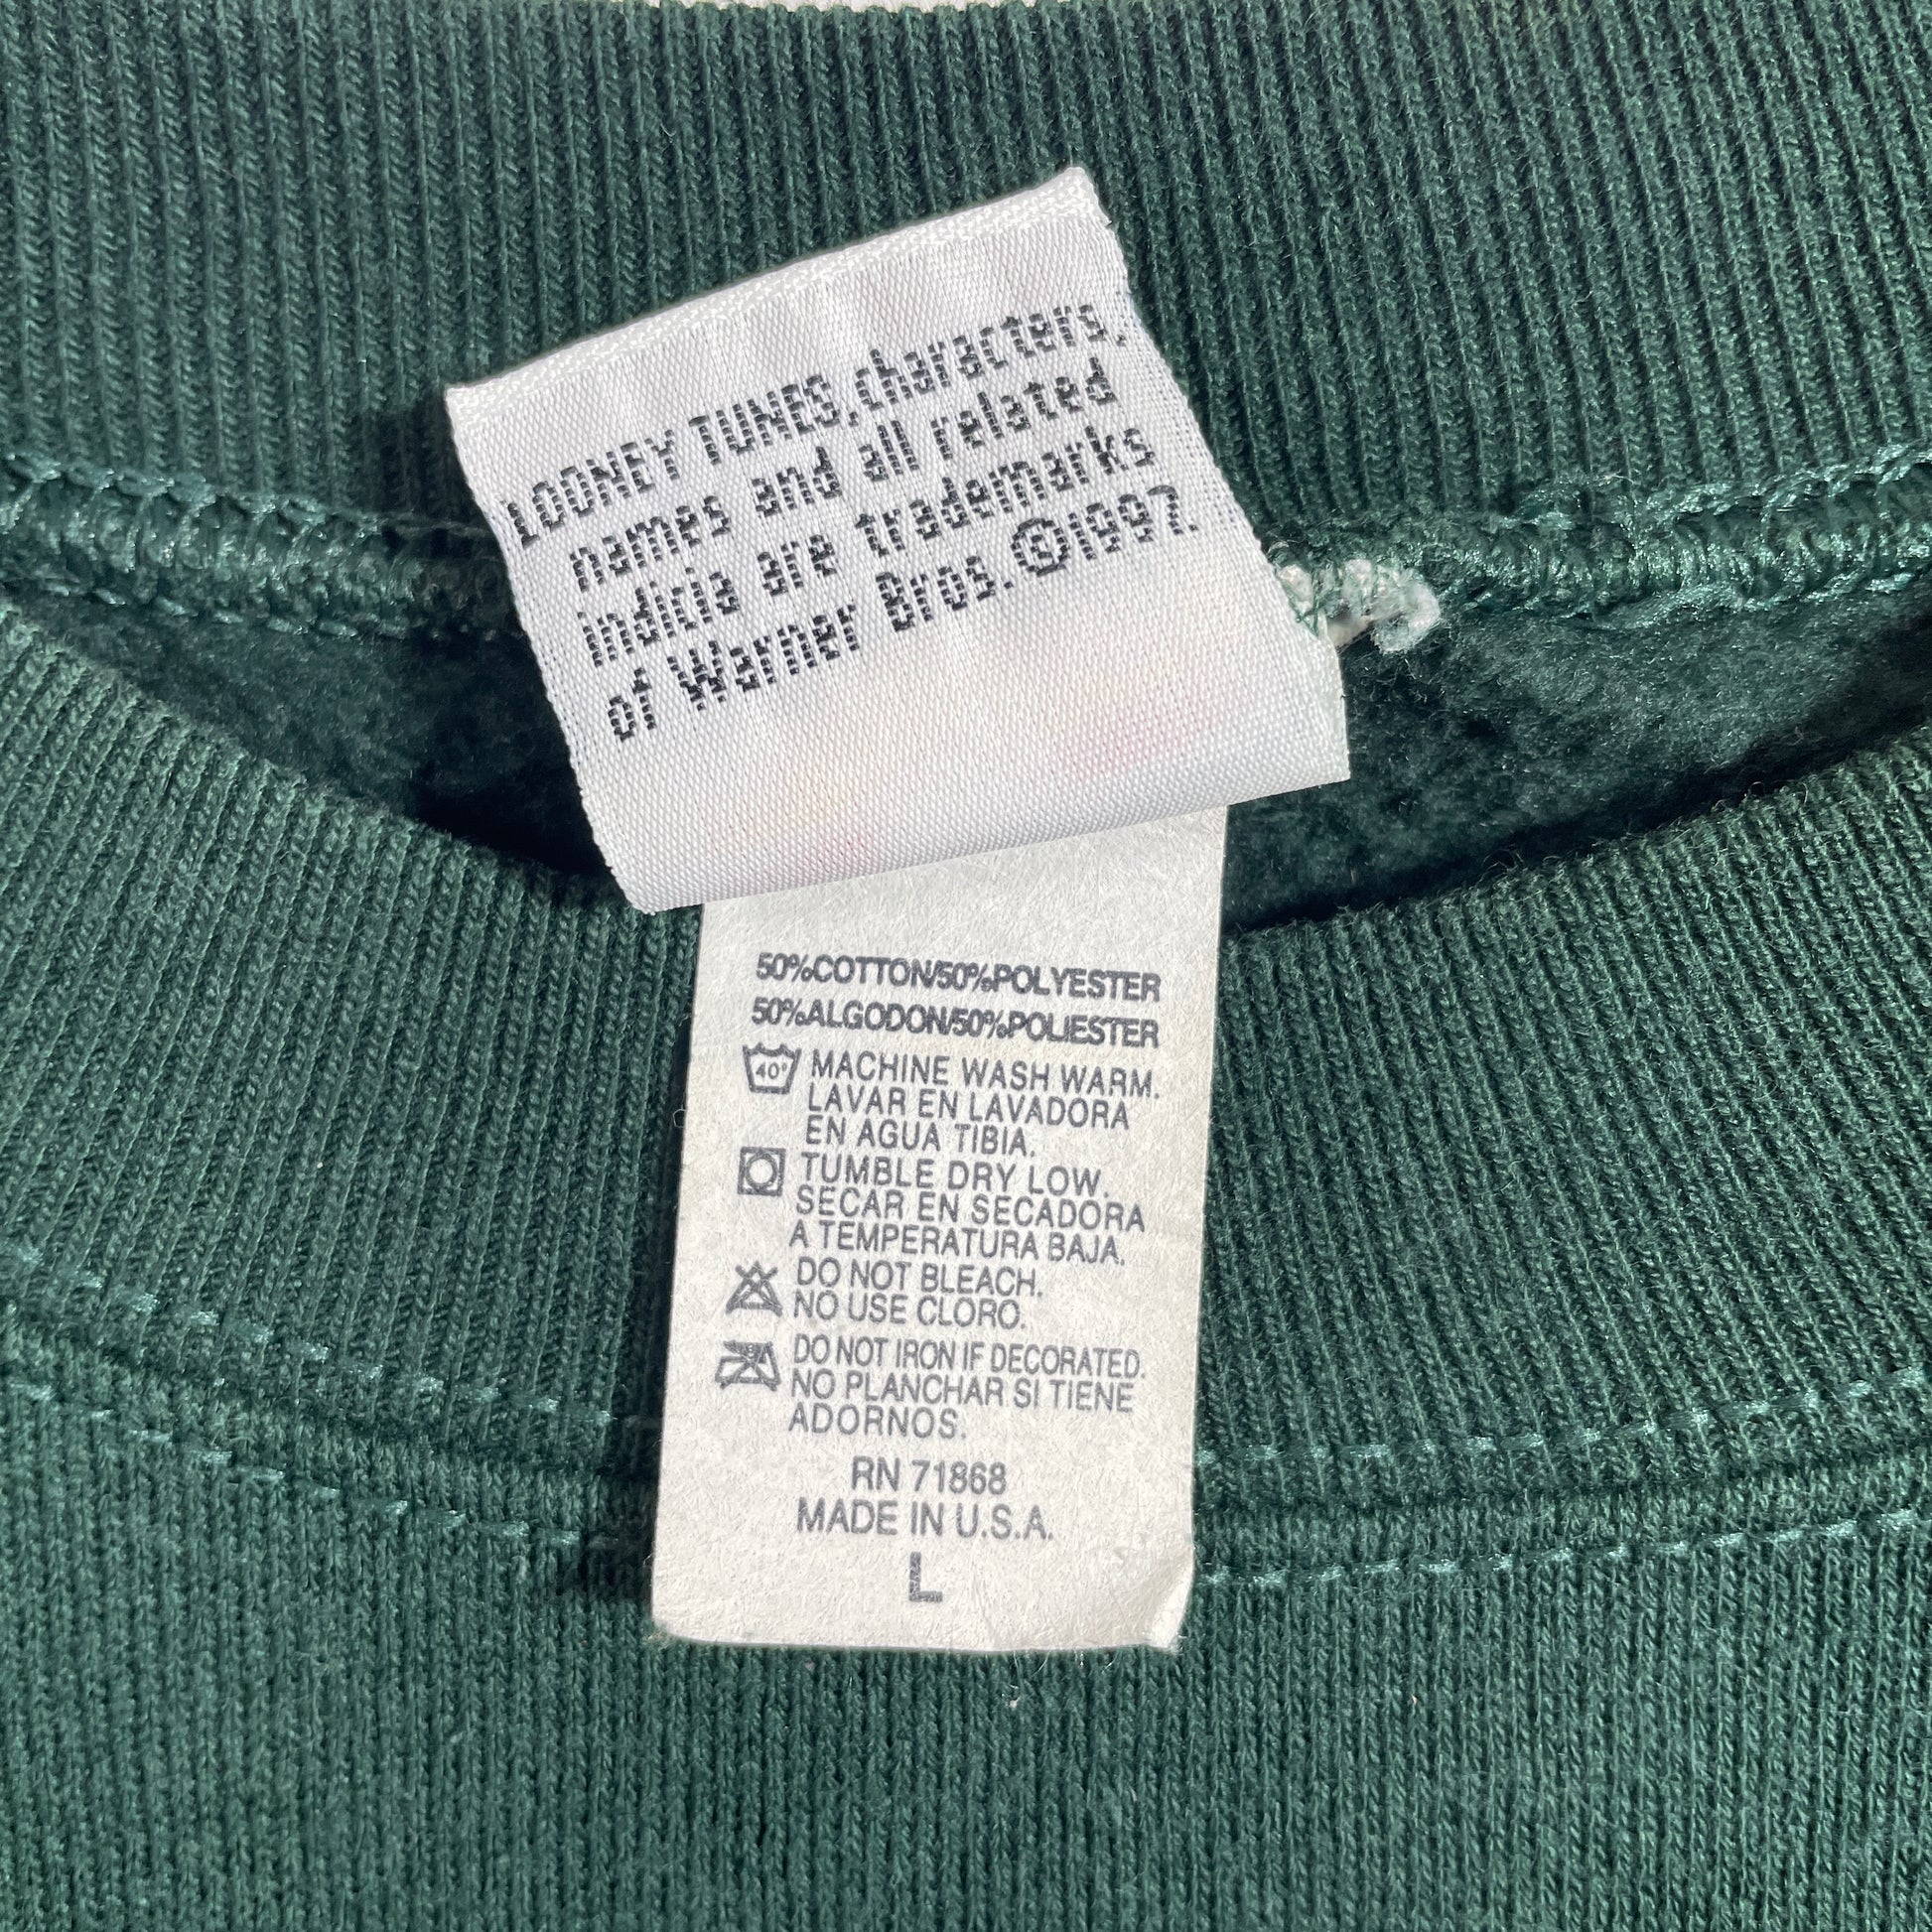 LOONEY TUNES, characters,
names and all related
indicia are trademarks
of Warner Bros. ©1997.
50%COTTON/50%POLYESTER
50%ALGODON/50%POLIESTER
40° MACHINE WASH WARM.
LAVAR EN LAVADORA
EN AGUA TIBIA.
TUMBLE DRY LOW.
SECAR EN SECADORA
A TEMPERATURA BAJA.
DO NOT BLEACH.
NO USE CLORO.
DO NOT IRON IF DECORATED.
NO PLANCHAR SI TIENE
ADORNOS.
RN 71868
MADE IN U.S.A.
L